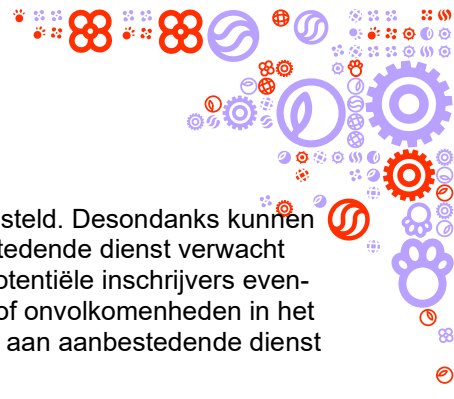 steld. Desondanks kunnen
tedende dienst verwacht
otentiële inschrijvers even-
of onvolkomenheden in het
aan aanbestedende dienst